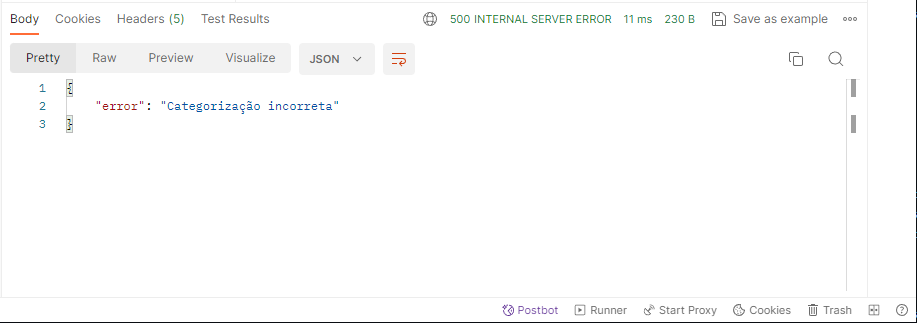 Body Cookies Headers (5) Test Results 500 INTERNAL SERVER ERROR 11 ms 230 B Save as example
Pretty Raw Preview Visualize JSON
1 {
2 "error": "Categorização incorreta"
3 }
Postbot Runner Start Proxy Cookies Trash